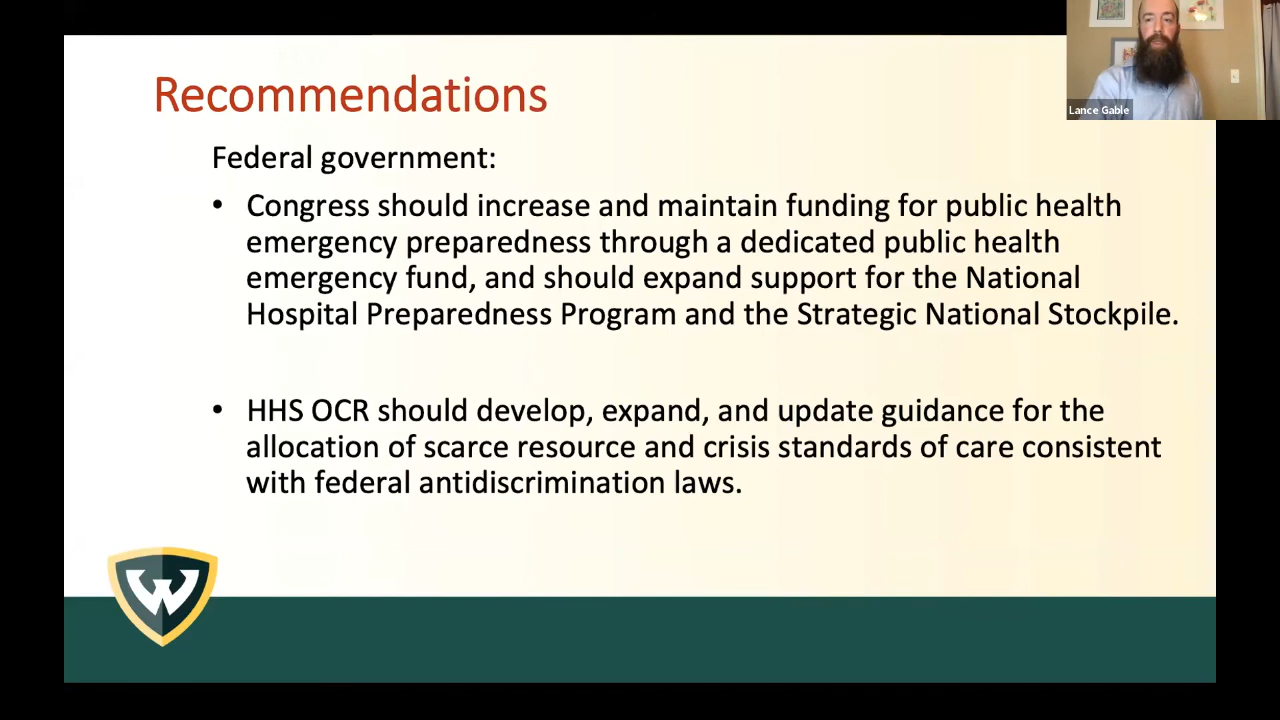 Recommendations
Lance Gable
Federal government:
• Congress should increase and maintain funding for public health
emergency preparedness through a dedicated public health
emergency fund, and should expand support for the National
Hospital Preparedness Program and the Strategic National Stockpile.
• HHS OCR should develop, expand, and update guidance for the
allocation of scarce resource and crisis standards of care consistent
with federal antidiscrimination laws.
W